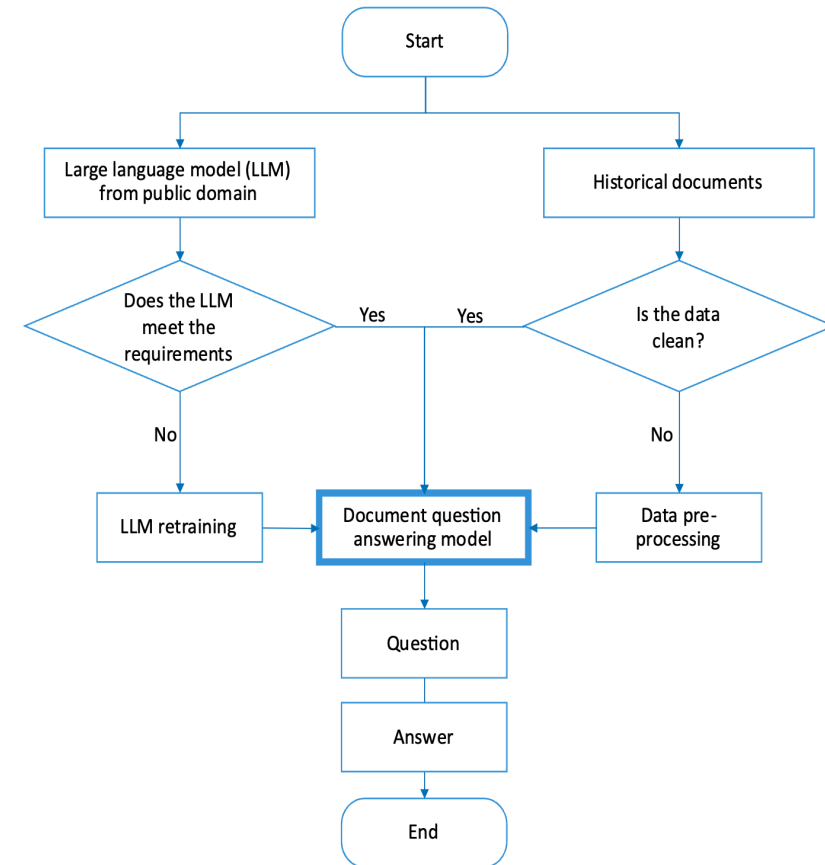 Start
Large language model (LLM)
from public domain
Historical documents
Does the LLM
meet the
requirements
Yes
Yes
Is the data
clean?
No
No
LLM retraining
Document question
answering model
Data pre-
processing
Question
Answer
End